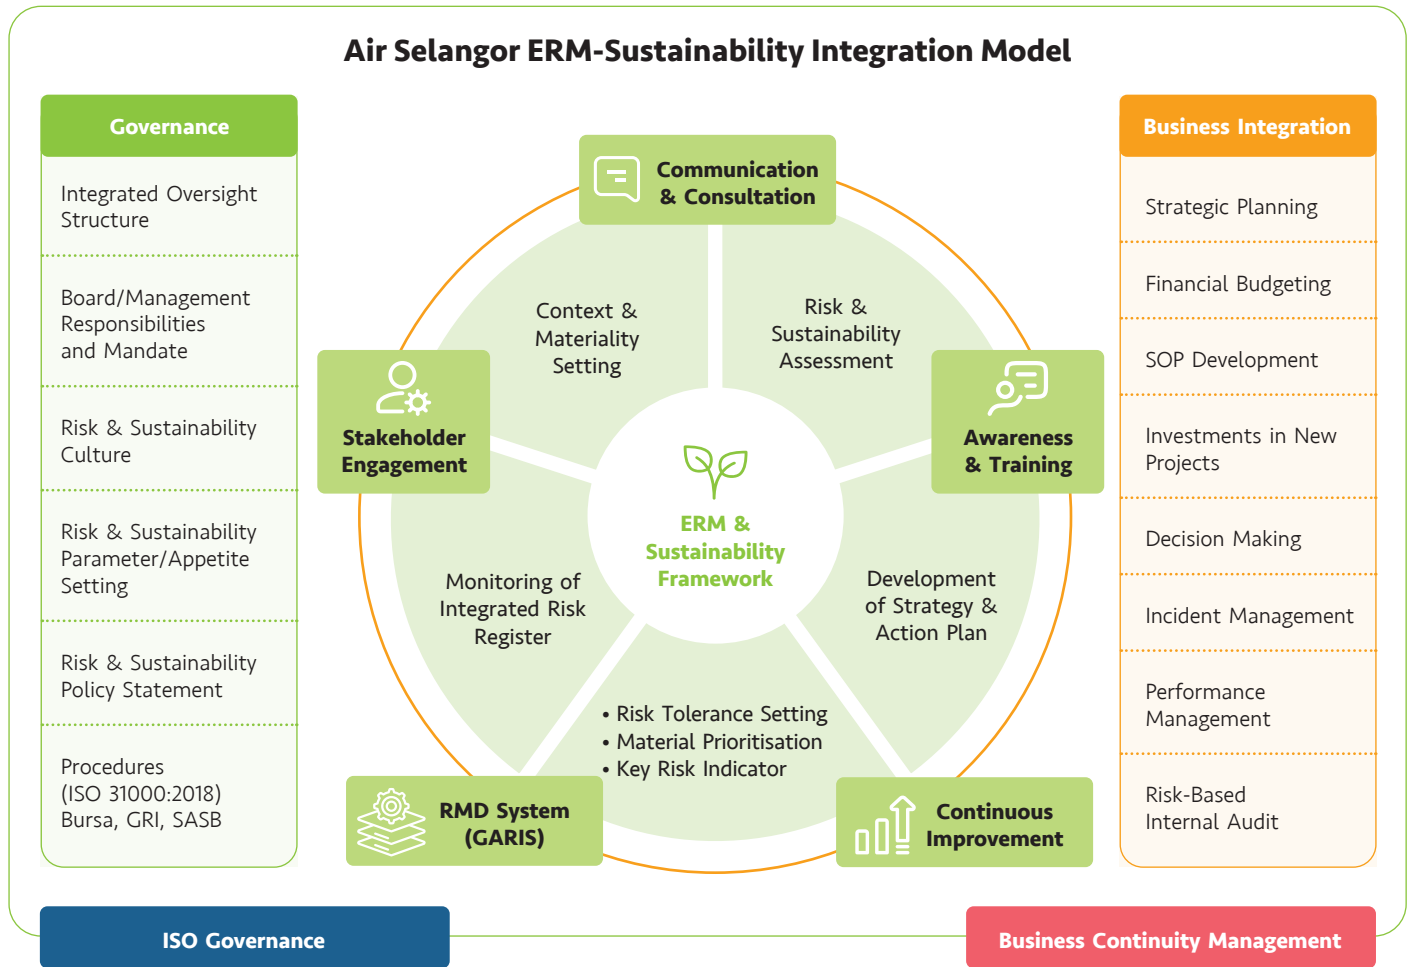 Air Selangor ERM-Sustainability Integration Model
Governance
Integrated Oversight
Structure
Board/Management
Responsibilities
and Mandate
Risk & Sustainability
Culture
Risk & Sustainability
Parameter/Appetite
Setting
Risk & Sustainability
Policy Statement
Procedures
(ISO 31000:2018)
Bursa, GRI, SASB
Communication
& Consultation
Context &
Materiality
Setting
Risk &
Sustainability
Assessment
Stakeholder
Engagement
Awareness
& Training
ERM &
Sustainability
Framework
Monitoring of
Integrated Risk
Register
Development
of Strategy &
Action Plan
• Risk Tolerance Setting
• Material Prioritisation
• Key Risk Indicator
RMD System
(GARIS)
Continuous
Improvement
Business Integration
Strategic Planning
Financial Budgeting
SOP Development
Investments in New
Projects
Decision Making
Incident Management
Performance
Management
Risk-Based
Internal Audit
ISO Governance
Business Continuity Management